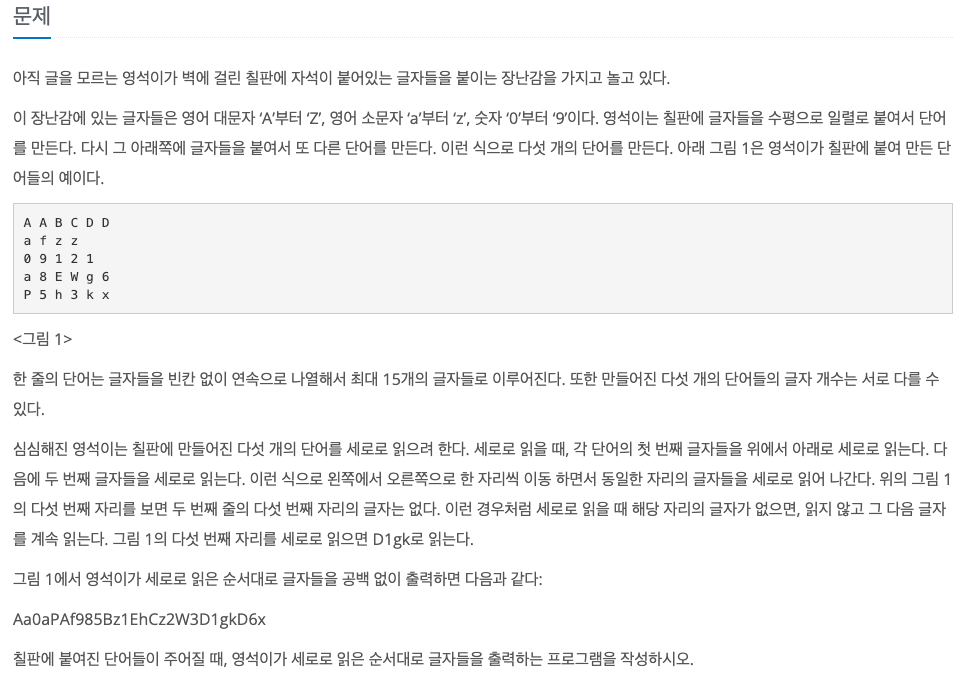 문제
아직 글을 모르는 영석이가 벽에 걸린 칠판에 자석이 붙어있는 글자들을 붙이는 장난감을 가지고 놀고 있다.
이 장난감에 있는 글자들은 영어 대문자 ‘A’부터 ‘Z’, 영어 소문자 ‘a’부터 ‘z’, 숫자 ‘0’부터 ‘9’이다. 영석이는 칠판에 글자들을 수평으로 일렬로 붙여서 단어
를 만든다. 다시 그 아래쪽에 글자들을 붙여서 또 다른 단어를 만든다. 이런 식으로 다섯 개의 단어를 만든다. 아래 그림 1은 영석이가 칠판에 붙여 만든 단
어들의 예이다.
A A B C D D
a f z z
0 9 1 2 1
a 8 E W g 6
P 5 h 3 k x
<그림 1>
한 줄의 단어는 글자들을 빈칸 없이 연속으로 나열해서 최대 15개의 글자들로 이루어진다. 또한 만들어진 다섯 개의 단어들의 글자 개수는 서로 다를 수
있다.
심심해진 영석이는 칠판에 만들어진 다섯 개의 단어를 세로로 읽으려 한다. 세로로 읽을 때, 각 단어의 첫 번째 글자들을 위에서 아래로 세로로 읽는다. 다
음에 두 번째 글자들을 세로로 읽는다. 이런 식으로 왼쪽에서 오른쪽으로 한 자리씩 이동 하면서 동일한 자리의 글자들을 세로로 읽어 나간다. 위의 그림 1
의 다섯 번째 자리를 보면 두 번째 줄의 다섯 번째 자리의 글자는 없다. 이런 경우처럼 세로로 읽을 때 해당 자리의 글자가 없으면, 읽지 않고 그 다음 글자
를 계속 읽는다. 그림 1의 다섯 번째 자리를 세로로 읽으면 D1gk로 읽는다.
그림 1에서 영석이가 세로로 읽은 순서대로 글자들을 공백 없이 출력하면 다음과 같다:
Aa0aPAf985Bz1EhCz2W3D1gkD6x
칠판에 붙여진 단어들이 주어질 때, 영석이가 세로로 읽은 순서대로 글자들을 출력하는 프로그램을 작성하시오.